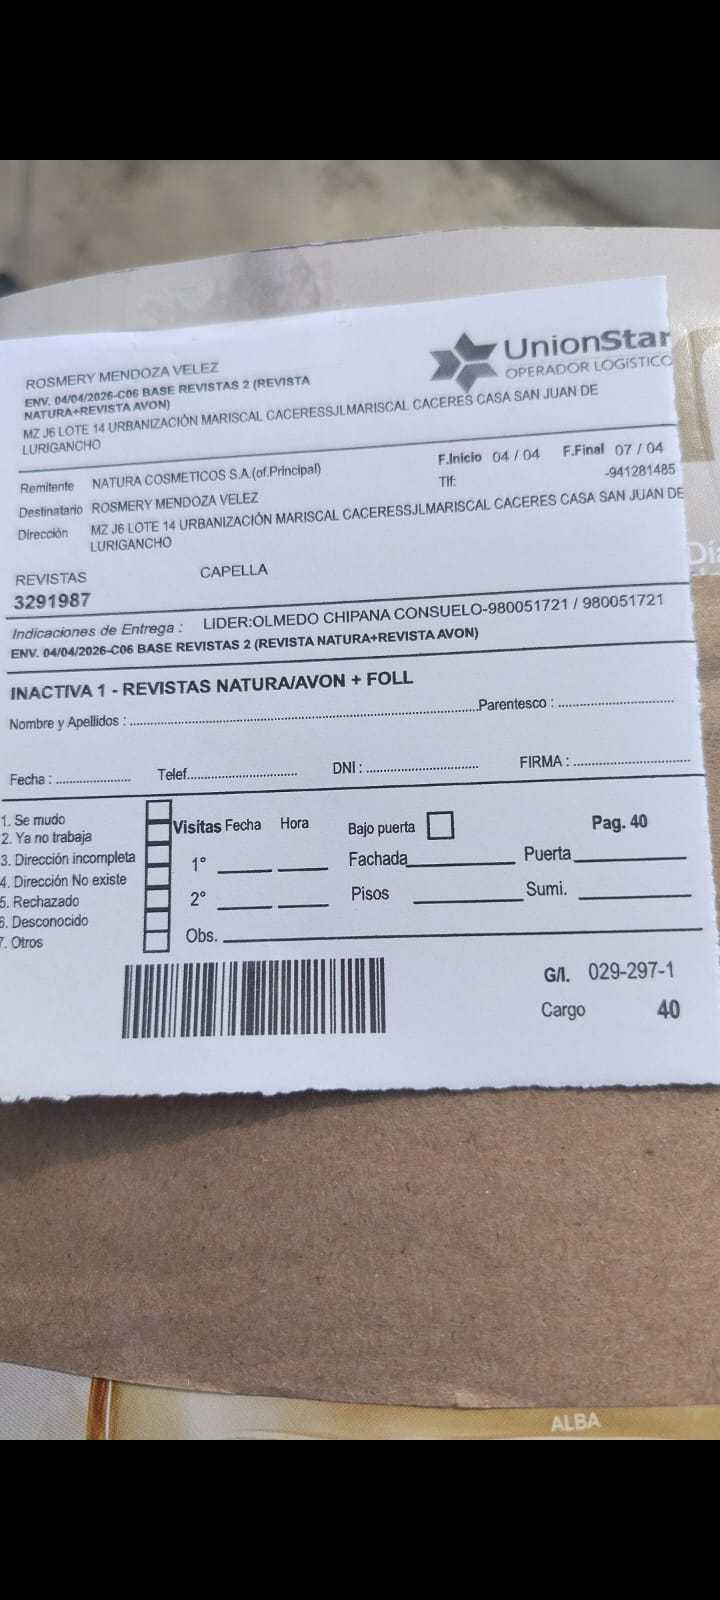 UnionStar
OPERADOR LOGÍSTICO
ROSMERY MENDOZA VELEZ
ENV. 04/04/2026-C06 BASE REVISTAS 2 (REVISTA
NATURA+REVISTA AVON)
MZ J6 LOTE 14 URBANIZACIÓN MARISCAL CACERESSJLMARISCAL CACERES CASA SAN JUAN DE
LURIGANCHO
Remitente NATURA COSMETICOS S.A.(of.Principal) F.Inicio 04 / 04 F.Final 07 / 04
Destinatario ROSMERY MENDOZA VELEZ Tlf: -941281485
Dirección MZ J6 LOTE 14 URBANIZACIÓN MARISCAL CACERESSJLMARISCAL CACERES CASA SAN JUAN DE
LURIGANCHO
REVISTAS CAPELLA
3291987
Indicaciones de Entrega : LIDER:OLMEDO CHIPANA CONSUELO-980051721 / 980051721
ENV. 04/04/2026-C06 BASE REVISTAS 2 (REVISTA NATURA+REVISTA AVON)
INACTIVA 1 - REVISTAS NATURA/AVON + FOLL
Nombre y Apellidos : Parentesco :
Fecha : Telef. DNI : FIRMA :
1. Se mudo
2. Ya no trabaja
3. Dirección incompleta
4. Dirección No existe
5. Rechazado
6. Desconocido
7. Otros
Visitas Fecha Hora Bajo puerta Pag. 40
1° Fachada Puerta
2° Pisos Sumi.
Obs.
G/I. 029-297-1
Cargo 40
ALBA